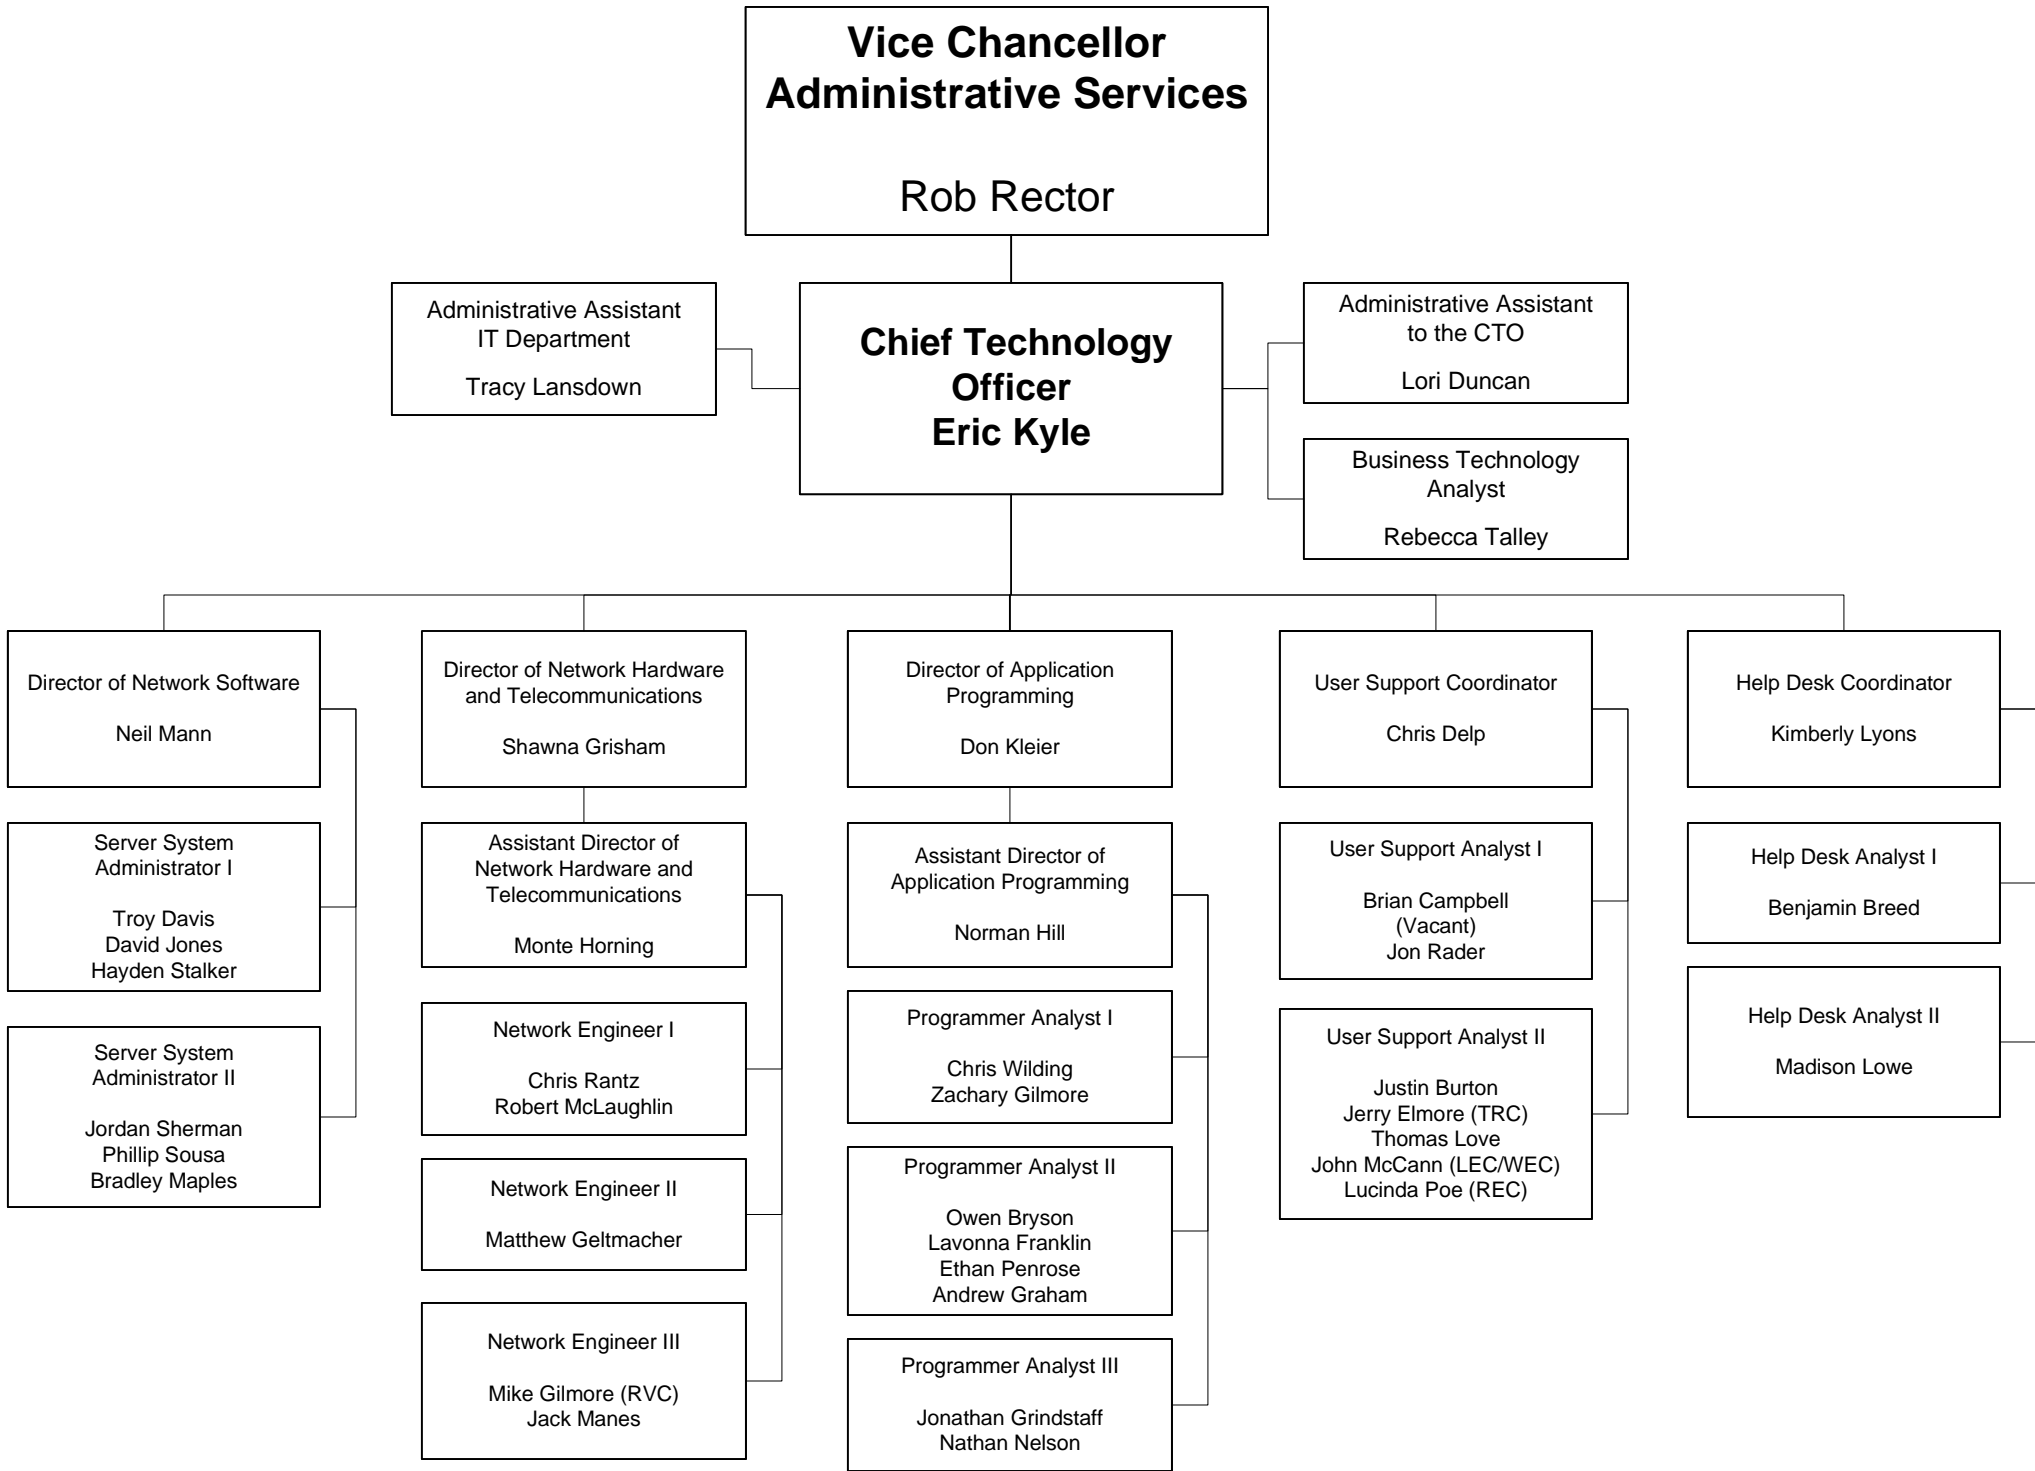 Vice Chancellor
Administrative Services
Rob Rector
Administrative Assistant
IT Department
Tracy Lansdown
Chief Technology
Officer
Eric Kyle
Administrative Assistant
to the CTO
Lori Duncan
Business Technology
Analyst
Rebecca Talley
Director of Network Software
Neil Mann
Server System
Administrator I
Troy Davis
David Jones
Hayden Stalker
Server System
Administrator II
Jordan Sherman
Phillip Sousa
Bradley Maples
Director of Network Hardware
and Telecommunications
Shawna Grisham
Assistant Director of
Network Hardware and
Telecommunications
Monte Horning
Network Engineer I
Chris Rantz
Robert McLaughlin
Network Engineer II
Matthew Geltmacher
Network Engineer III
Mike Gilmore (RVC)
Jack Manes
Director of Application
Programming
Don Kleier
Assistant Director of
Application Programming
Norman Hill
Programmer Analyst I
Chris Wilding
Zachary Gilmore
Programmer Analyst II
Owen Bryson
Lavonna Franklin
Ethan Penrose
Andrew Graham
Programmer Analyst III
Jonathan Grindstaff
Nathan Nelson
User Support Coordinator
Chris Delp
User Support Analyst I
Brian Campbell
(Vacant)
Jon Rader
User Support Analyst II
Justin Burton
Jerry Elmore (TRC)
Thomas Love
John McCann (LEC/WEC)
Lucinda Poe (REC)
Help Desk Coordinator
Kimberly Lyons
Help Desk Analyst I
Benjamin Breed
Help Desk Analyst II
Madison Lowe